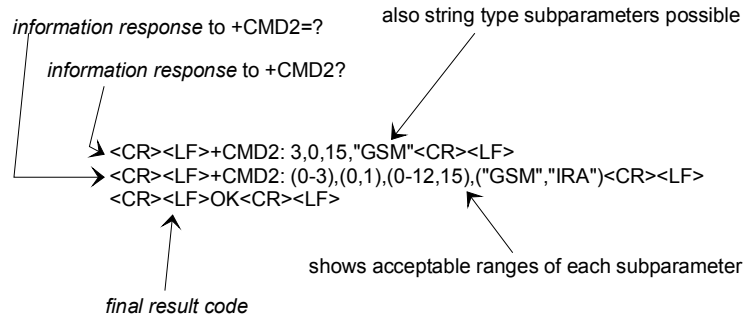 also string type subparameters possible
information response to +CMD2=?
information response to +CMD2?
<CR><LF>+CMD2: 3,0,15,"GSM"<CR><LF>
<CR><LF>+CMD2: (0-3),(0,1),(0-12,15),("GSM","IRA")<CR><LF>
<CR><LF>OK<CR><LF>
shows acceptable ranges of each subparameter
final result code